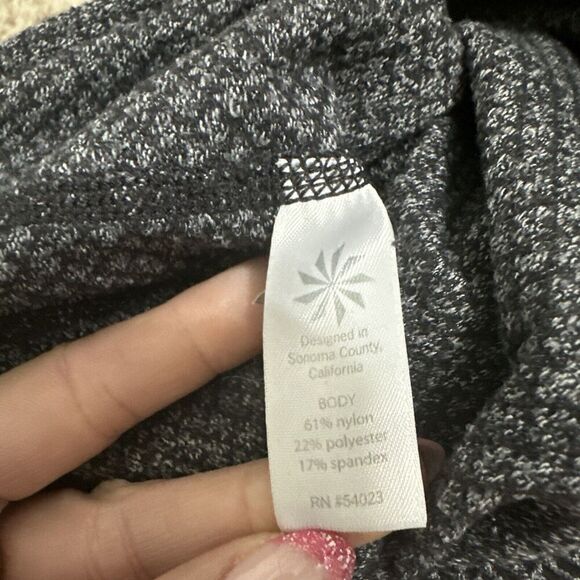 Designed in
Sonoma County,
California
BODY
61% nylon
22% polyester
17% spandex
RN #54023